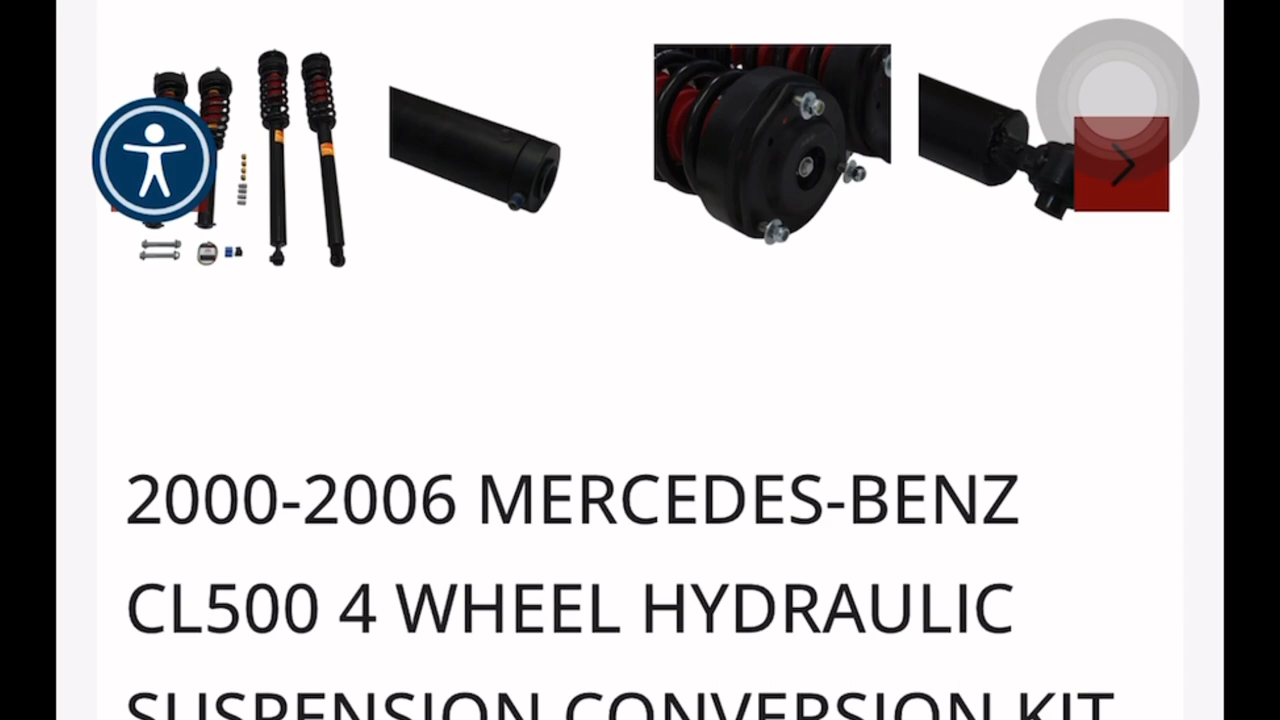 2000-2006 MERCEDES-BENZ
CL500 4 WHEEL HYDRAULIC
SUSPENSION CONVERSION KIT